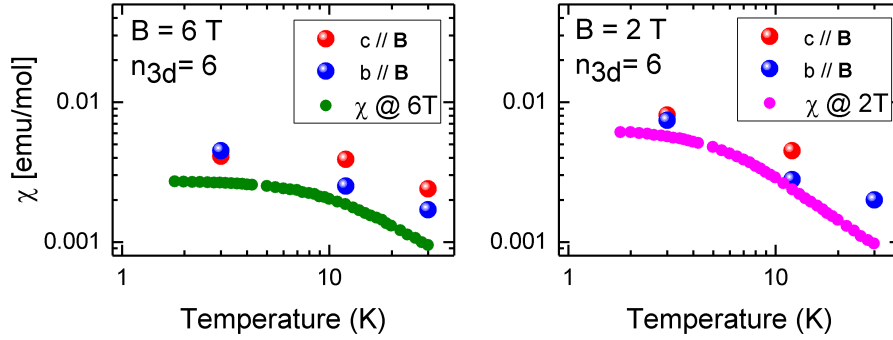 B = 6 T
n3d= 6
c // B
b // B
χ @ 6T
0.01
0.001
χ [emu/mol]
1
10
Temperature (K)
B = 2 T
n3d= 6
c // B
b // B
χ @ 2T
0.01
0.001
1
10
Temperature (K)